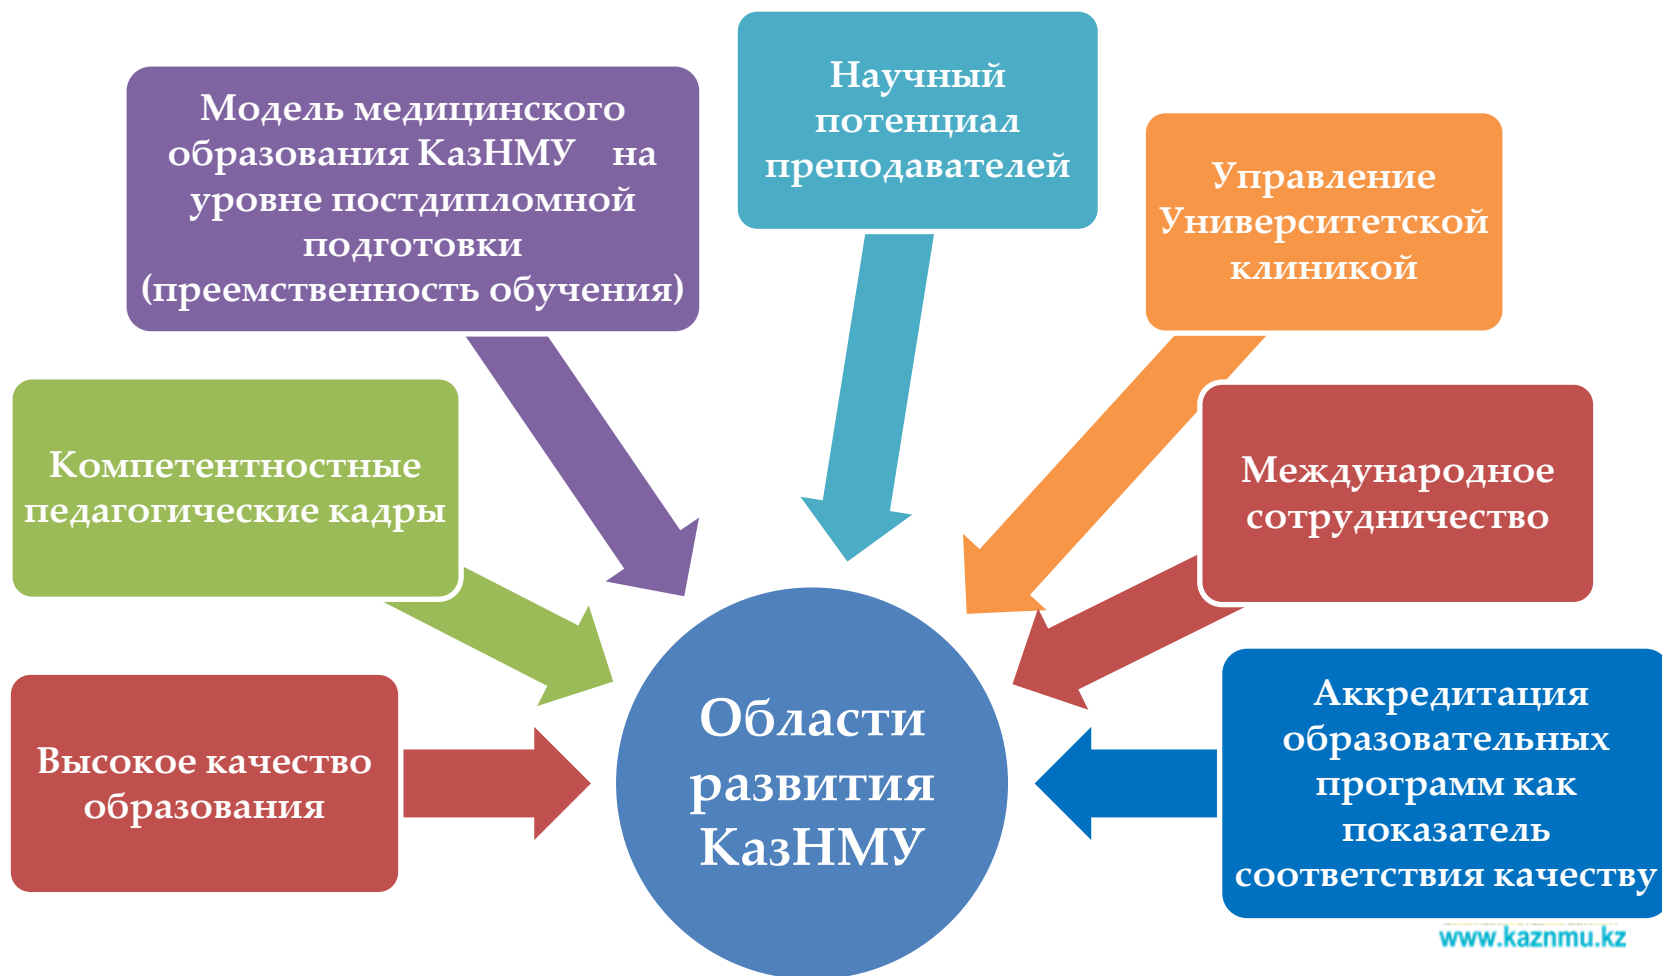 Научный
потенциал
преподавателей
Модель медицинского
образования КазНМУ на
уровне постдипломной
подготовки
(преемственность обучения)
Управление
Университетской
клиникой
Компетентностные
педагогические кадры
Международное
сотрудничество
Высокое качество
образования
Области
развития
КазНМУ
Аккредитация
образовательных
программ как
показатель
соответствия качеству
www.kaznmu.kz